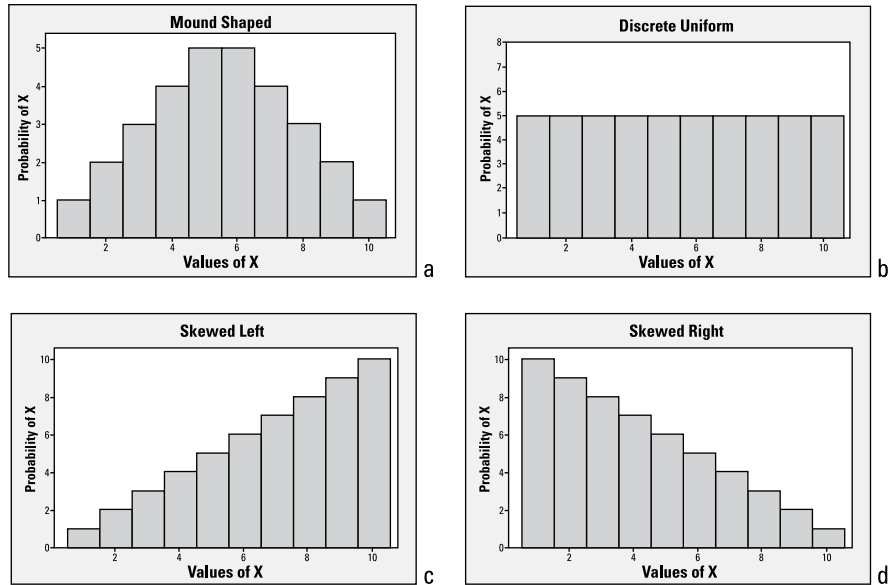 Mound Shaped
Probability of X
5
4
3
2
1
0
2 4 6 8 10
Values of X
a
Discrete Uniform
Probability of X
8
7
6
5
4
3
2
1
0
2 4 6 8 10
Values of X
b
Skewed Left
Probability of X
10
8
6
4
2
0
2 4 6 8 10
Values of X
c
Skewed Right
Probability of X
10
8
6
4
2
0
2 4 6 8 10
Values of X
d